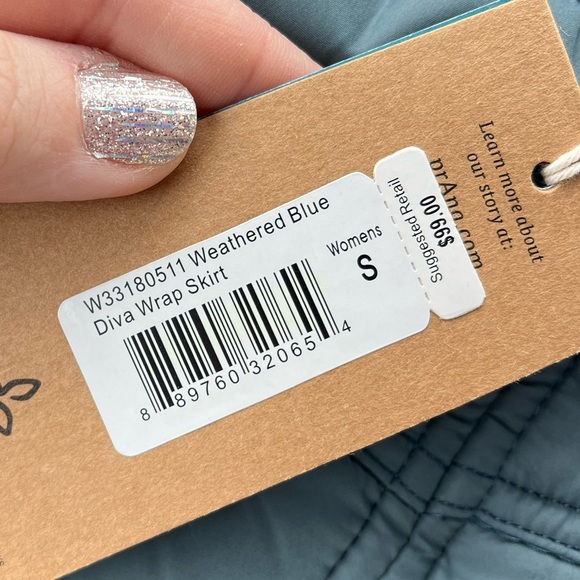 W33180511 Weathered Blue
Diva Wrap Skirt
Womens
S
8 89760 32065 4
Suggested Retail
$99.00
Learn more about
our story at:
prAna.com